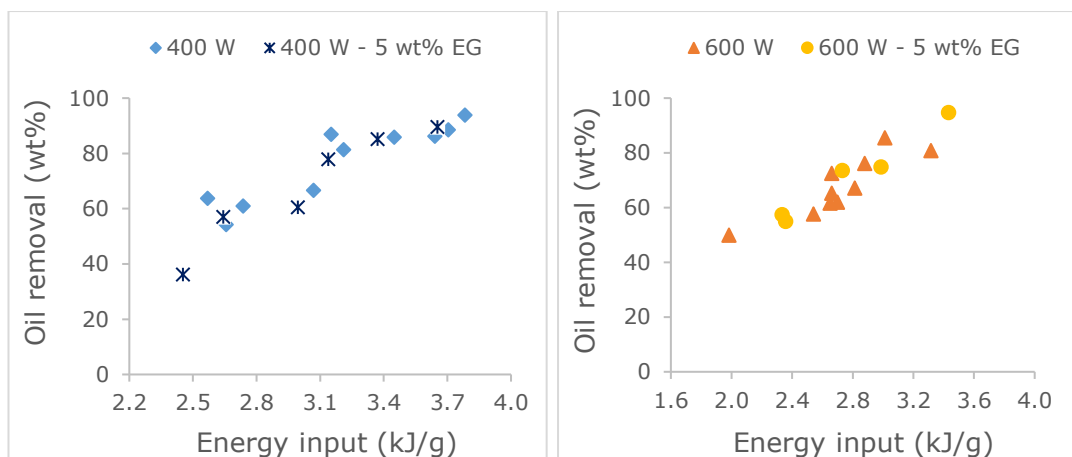 400 W 400 W - 5 wt% EG
Oil removal (wt%)
100
80
60
40
20
0
2.2 2.5 2.8 3.1 3.4 3.7 4.0
Energy input (kJ/g)
600 W 600 W - 5 wt% EG
Oil removal (wt%)
100
80
60
40
20
0
1.6 2.0 2.4 2.8 3.2 3.6 4.0
Energy input (kJ/g)